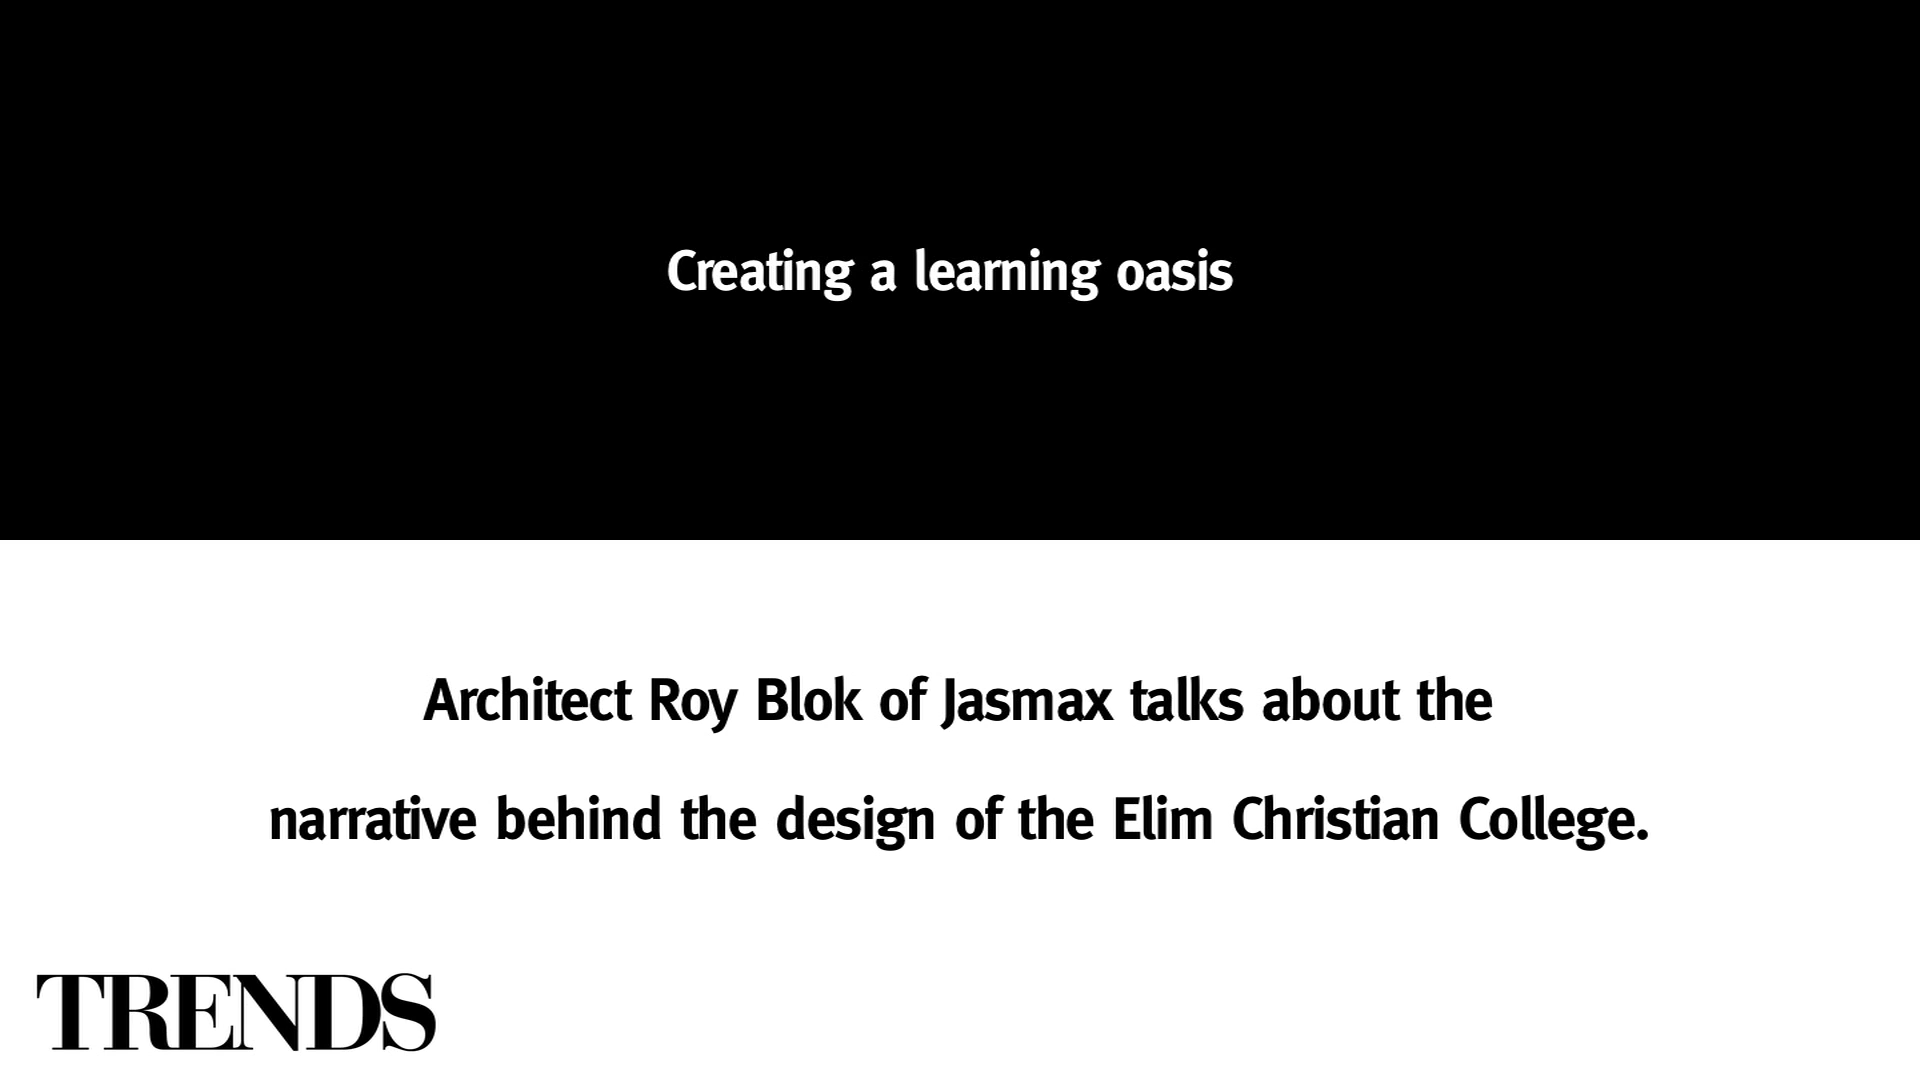 Creating a learning oasis
Architect Roy Blok of Jasmax talks about the
narrative behind the design of the Elim Christian College.
TRENDS